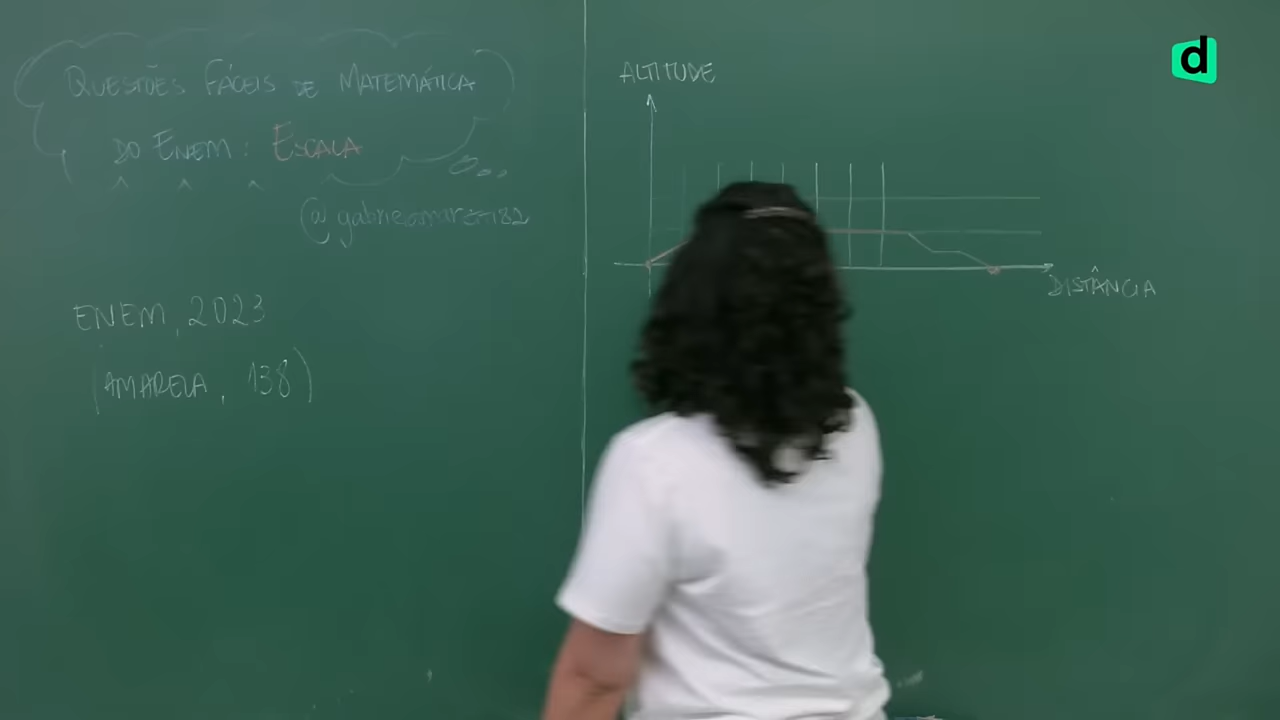 QUESTÕES FÁCEIS DE MATEMÁTICA
DO ENEM: ESCALA
ENEM, 2023
(AMARELA, 138)
ALTITUDE
DISTÂNCIA
d